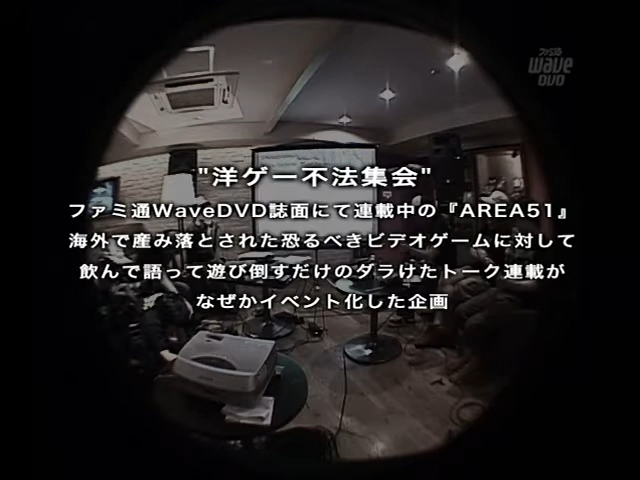 ファミ通
WaVe
DVD
"洋ゲー不法集会"
ファミ通WaveDVD誌面にて連載中の『AREA51』
海外で産み落とされた恐るべきビデオゲームに対して
飲んで語って遊び倒すだけのダラけたトーク連載が
なぜかイベント化した企画